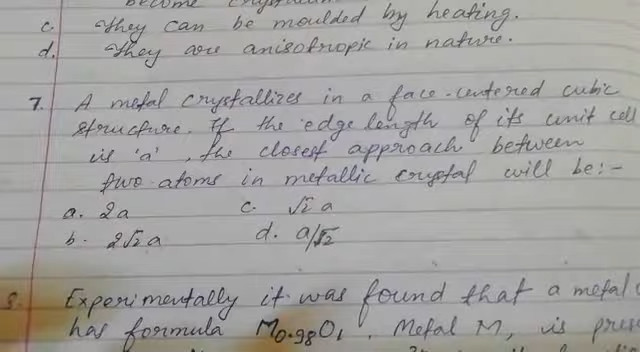 become
c. They can be moulded by heating.
d. They are anisotropic in nature.
7. A metal crystallizes in a face-centered cubic
structure. If the edge length of its unit cell
is 'a', the closest approach between
two atoms in metallic crystal will be:-
a. 2a c. √2 a
b. 2√2 a d. a/√2
8. Experimentally it was found that a metal
has formula M0.98O1. Metal M, is